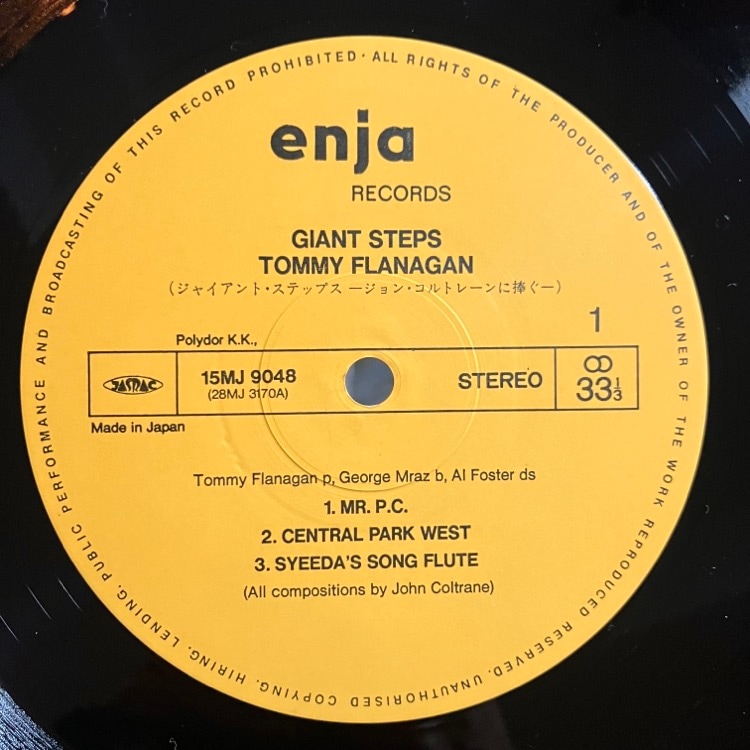 PUBLIC PERFORMANCE AND BROADCASTING OF THIS RECORD PROHIBITED · ALL RIGHTS OF THE PRODUCER AND OF THE OWNER OF THE WORK REPRODUCED RESERVED. UNAUTHORISED COPYING, HIRING, LENDING,
enja
RECORDS
GIANT STEPS
TOMMY FLANAGAN
(ジャイアント・ステップス ージョン・コルトレーンに捧ぐー)
1
Polydor K.K.,
JASRAC
15MJ 9048
(28MJ 3170A)
STEREO
33 1/3
Made in Japan
Tommy Flanagan p, George Mraz b, Al Foster ds
1. MR. P.C.
2. CENTRAL PARK WEST
3. SYEEDA'S SONG FLUTE
(All compositions by John Coltrane)